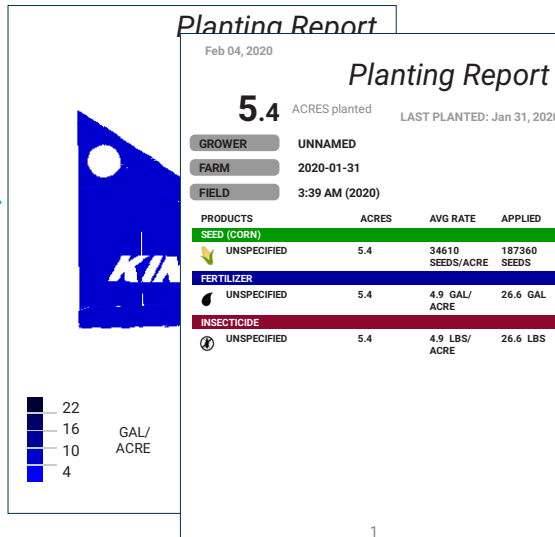 Planting Report
Feb 04, 2020
Planting Report
5.4 ACRES planted
LAST PLANTED: Jan 31, 2020
GROWER UNNAMED
FARM 2020-01-31
FIELD 3:39 AM (2020)
PRODUCTS ACRES AVG RATE APPLIED
SEED (CORN)
UNSPECIFIED 5.4 34610 187360
SEEDS/ACRE SEEDS
FERTILIZER
UNSPECIFIED 5.4 4.9 GAL/ 26.6 GAL
ACRE
INSECTICIDE
UNSPECIFIED 5.4 4.9 LBS/ 26.6 LBS
ACRE
22
16
10
4
GAL/
ACRE
1